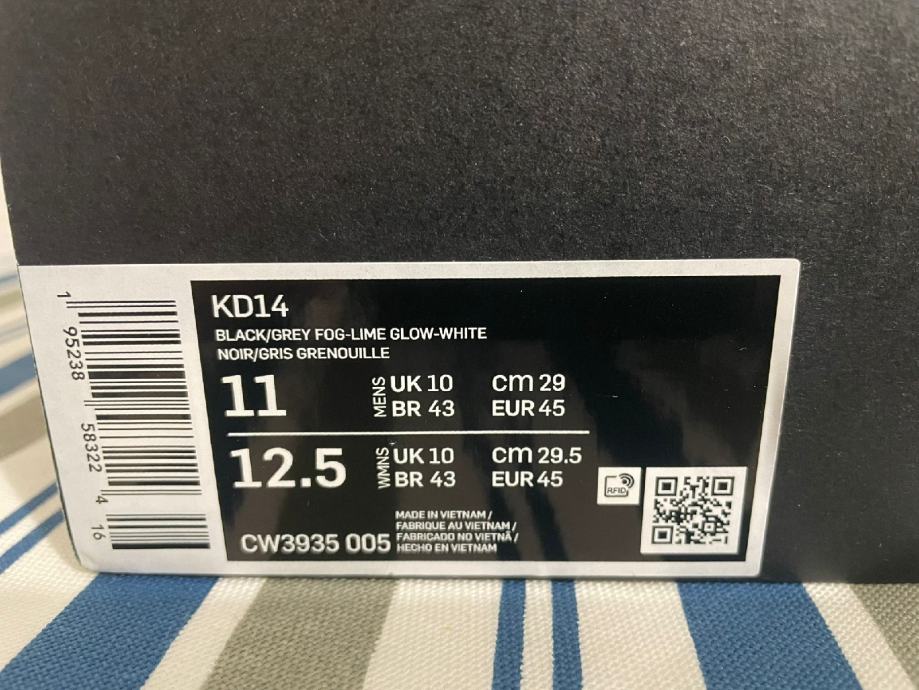 KD14
BLACK/GREY FOG-LIME GLOW-WHITE
NOIR/GRIS GRENOUILLE
11
MENS
UK 10 cm 29
BR 43 EUR 45
12.5
WMNS
UK 10 cm 29.5
BR 43 EUR 45
RFID
CW3935 005
MADE IN VIETNAM /
FABRIQUE AU VIETNAM /
FABRICADO NO VIETNÃ /
HECHO EN VIETNAM
1 95238 58322 4 16